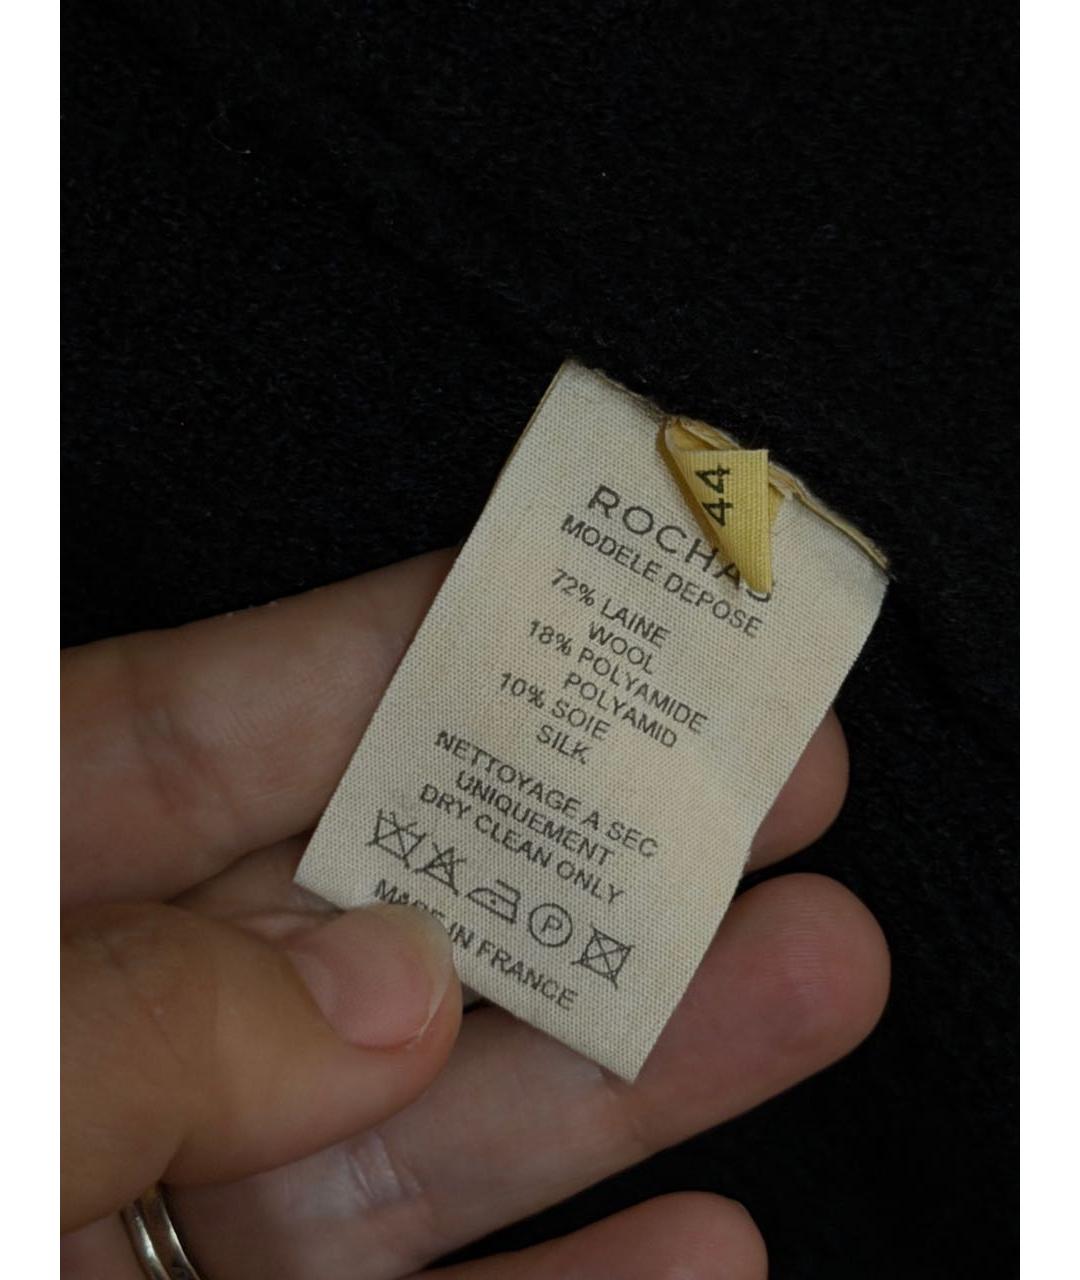 44
ROCHAS
MODELE DEPOSE
72% LAINE
WOOL
18% POLYAMIDE
POLYAMID
10% SOIE
SILK
NETTOYAGE A SEC
UNIQUEMENT
DRY CLEAN ONLY
P
MADE IN FRANCE